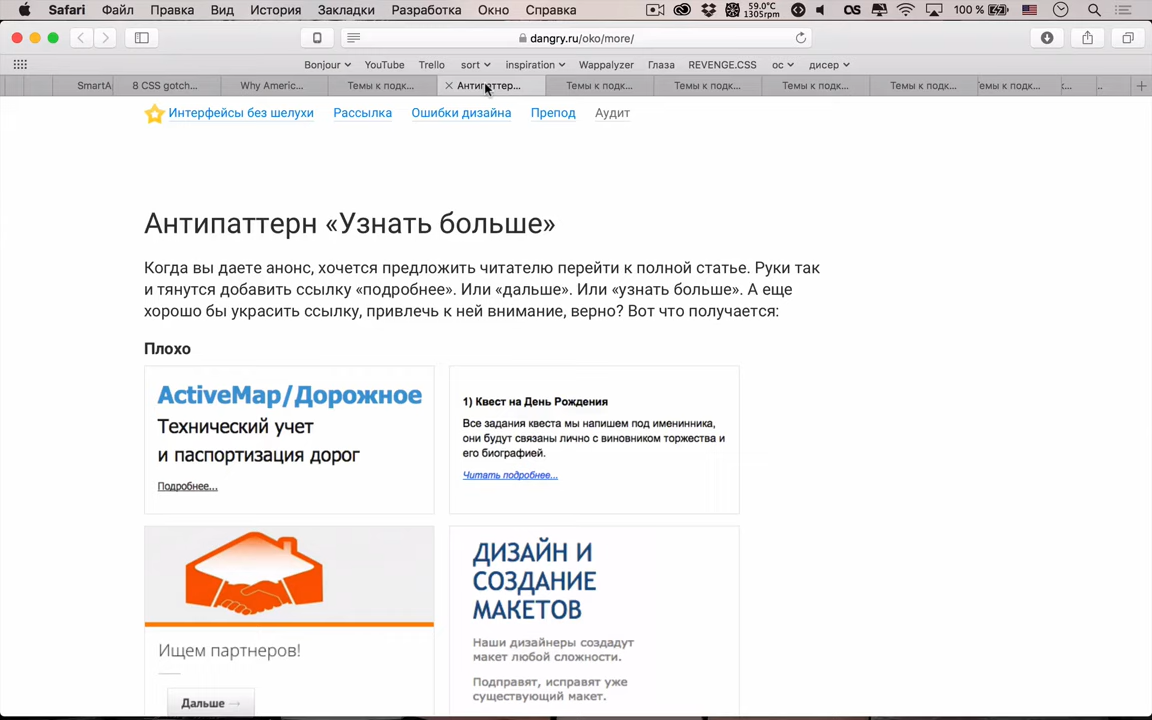 Safari Файл Правка Вид История Закладки Разработка Окно Справка 59.0°C 1305rpm 100 %
dangry.ru/oko/more/
Bonjour YouTube Trello sort inspiration Wappalyzer Глаза REVENGE.CSS ос дисер
SmartA 8 CSS gotch... Why Americ... Темы к подк... Антипаттер... Темы к подк... Темы к подк... Темы к подк... Темы к подк... Темы к подк...
Интерфейсы без шелухи Рассылка Ошибки дизайна Препод Аудит
Антипаттерн «Узнать больше»
Когда вы даете анонс, хочется предложить читателю перейти к полной статье. Руки так
и тянутся добавить ссылку «подробнее». Или «дальше». Или «узнать больше». А еще
хорошо бы украсить ссылку, привлечь к ней внимание, верно? Вот что получается:
Плохо
ActiveMap/Дорожное
Технический учет
и паспортизация дорог
Подробнее...
1) Квест на День Рождения
Все задания квеста мы напишем под именинника,
они будут связаны лично с виновником торжества и
его биографией.
Читать подробнее...
Ищем партнеров!
Дальше →
ДИЗАЙН И
СОЗДАНИЕ
МАКЕТОВ
Наши дизайнеры создадут
макет любой сложности.
Подправят, исправят уже
существующий макет.